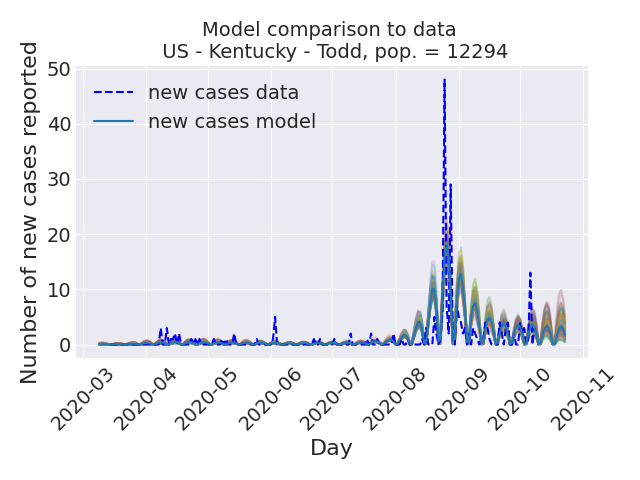 Model comparison to data
US - Kentucky - Todd, pop. = 12294
Number of new cases reported
50
40
30
20
10
0
new cases data
new cases model
2020-03
2020-04
2020-05
2020-06
2020-07
2020-08
2020-09
2020-10
2020-11
Day